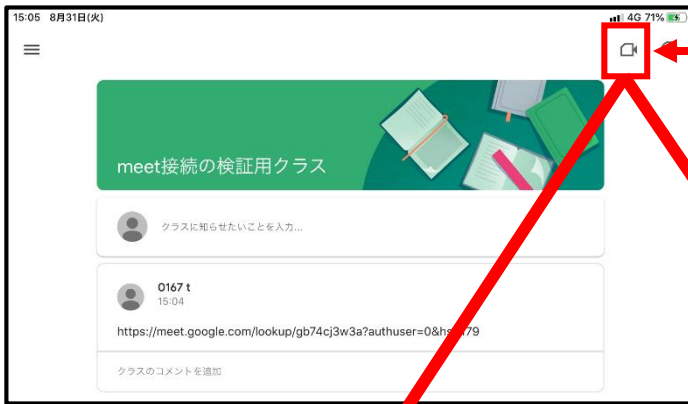 15:05 8月31日(火)
4G 71%
meet接続の検証用クラス
クラスに知らせたいことを入力...
0167 t
15:04
https://meet.google.com/lookup/gb74cj3w3a?authuser=0&hs 179
クラスのコメントを追加